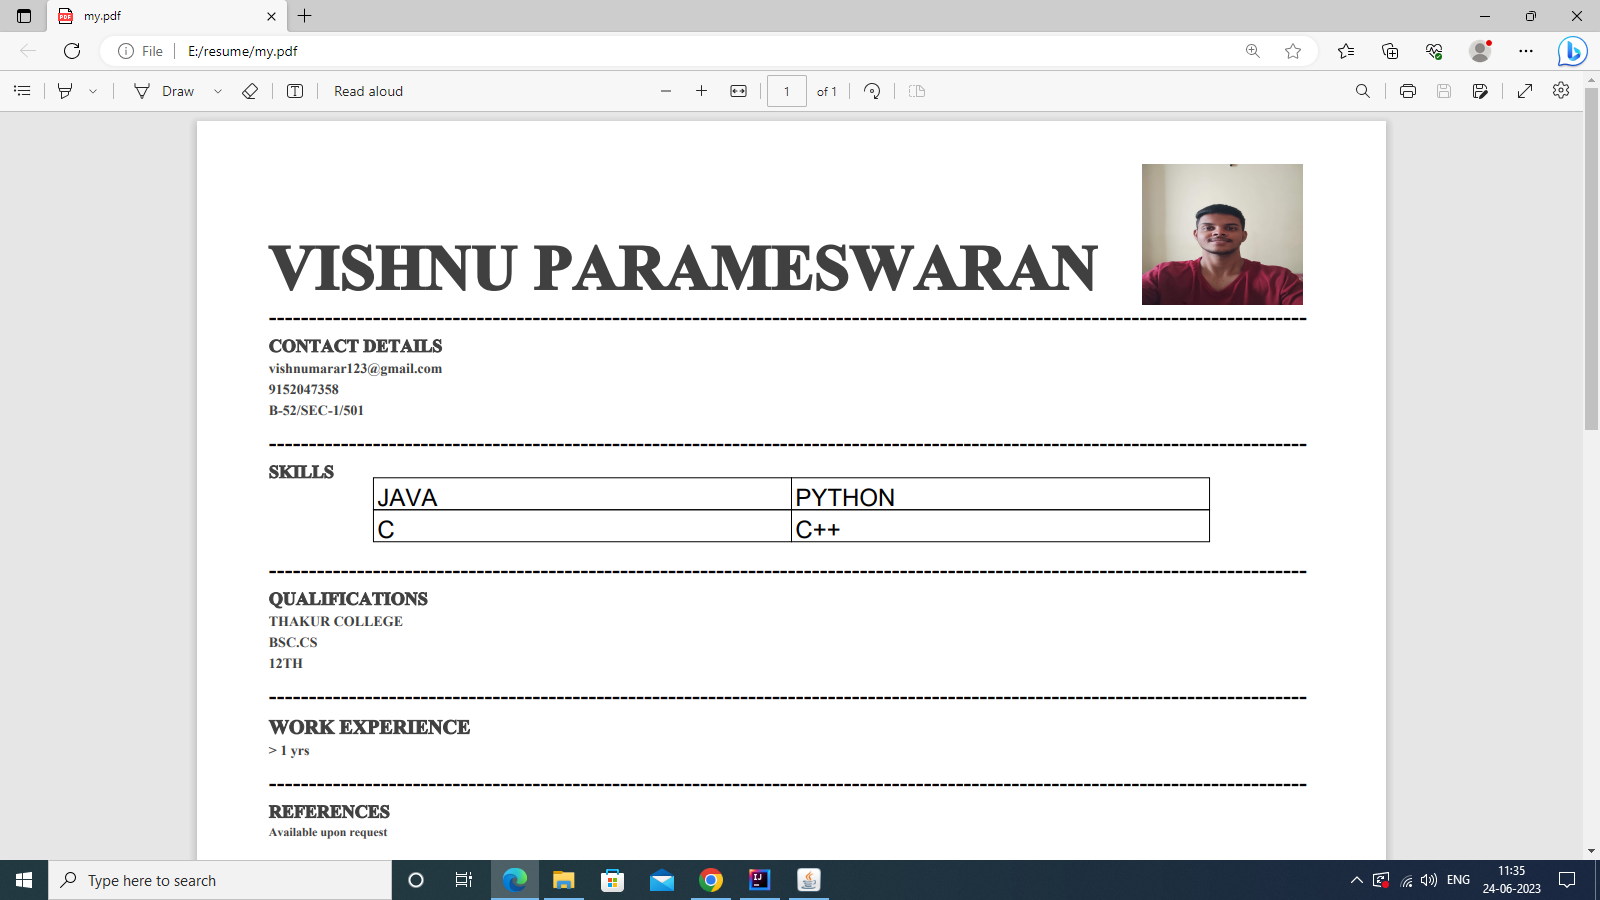 my.pdf
File E:/resume/my.pdf
Draw Read aloud 1 of 1
VISHNU PARAMESWARAN
CONTACT DETAILS
vishnumarar123@gmail.com
9152047358
B-52/SEC-1/501
SKILLS
JAVA PYTHON
C C++
QUALIFICATIONS
THAKUR COLLEGE
BSC.CS
12TH
WORK EXPERIENCE
> 1 yrs
REFERENCES
Available upon request
Type here to search ENG 11:35
24-06-2023